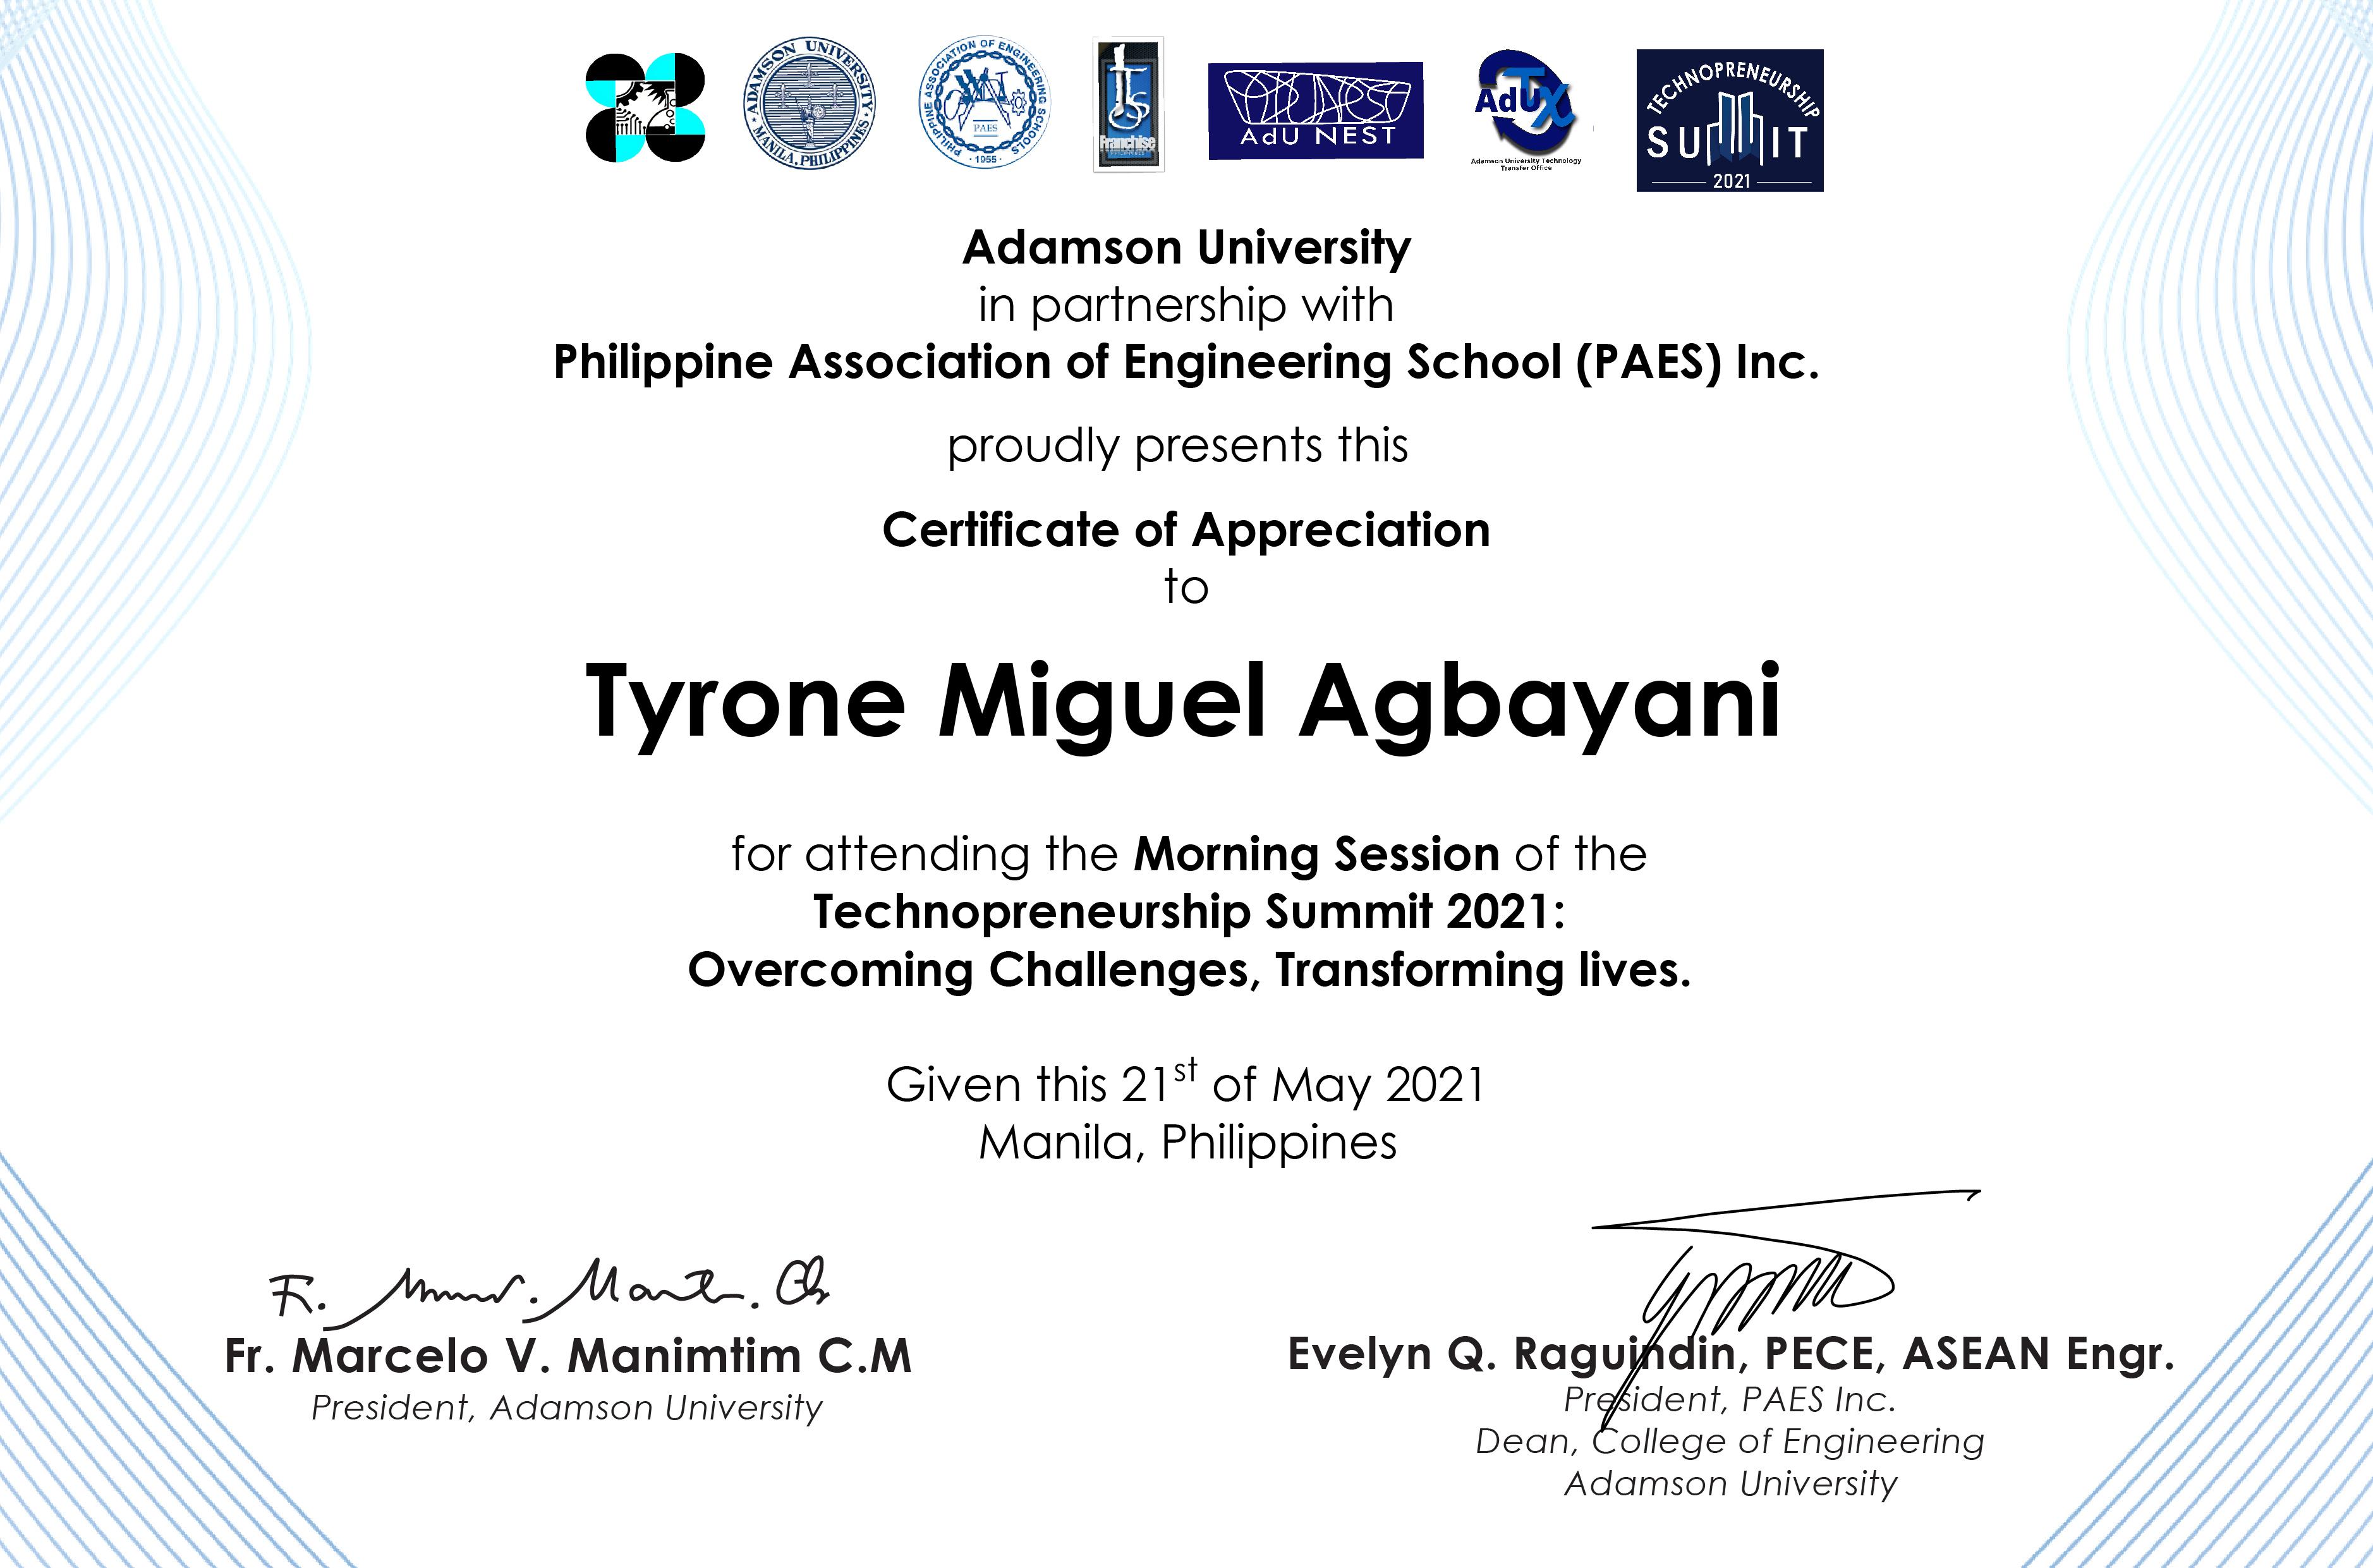 ADAMSON UNIVERSITY
MANILA, PHILIPPINES
PHILIPPINE ASSOCIATION OF ENGINEERING SCHOOLS
PAES
1955
Franchise
AdU NEST
AdU TX
Adamson University Technology
Transfer Office
TECHNOPRENEURSHIP
SUMMIT
2021
Adamson University
in partnership with
Philippine Association of Engineering School (PAES) Inc.
proudly presents this
Certificate of Appreciation
to
Tyrone Miguel Agbayani
for attending the Morning Session of the
Technopreneurship Summit 2021:
Overcoming Challenges, Transforming lives.
Given this 21st of May 2021
Manila, Philippines
Fr. Marcelo V. Manimtim C.M
President, Adamson University
Evelyn Q. Raguindin, PECE, ASEAN Engr.
President, PAES Inc.
Dean, College of Engineering
Adamson University